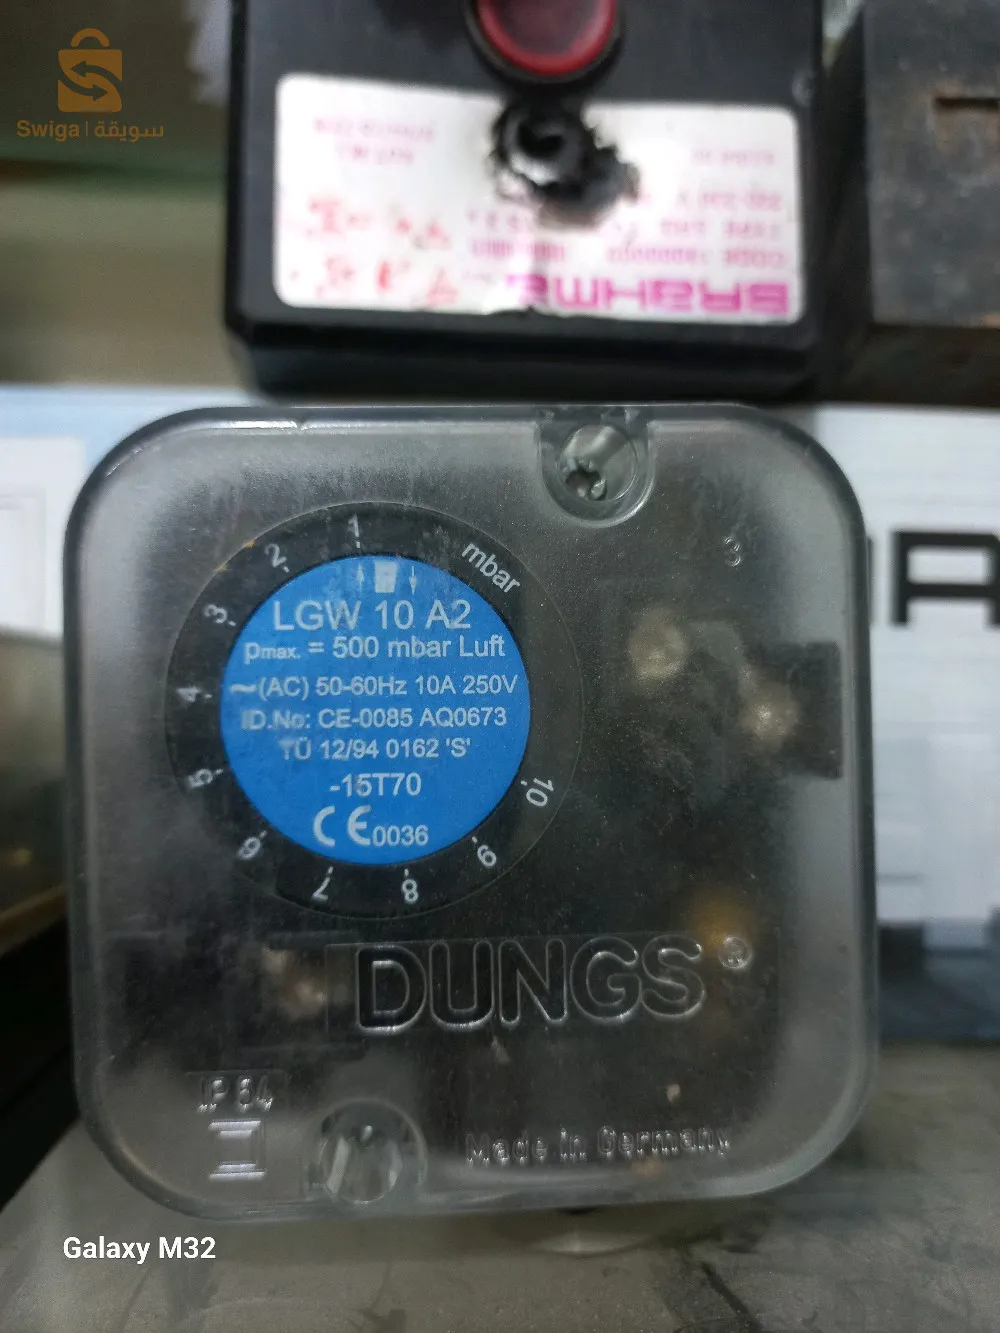 Swiga | سويقة
BRAHMA
mbar
1
2
3
4
5
6
7
8
9
10
LGW 10 A2
pmax. = 500 mbar Luft
~(AC) 50-60Hz 10A 250V
ID.No: CE-0085 AQ0673
TÜ 12/94 0162 'S'
-15T70
CE0036
3
DUNGS®
IP 54
Made in Germany
Galaxy M32